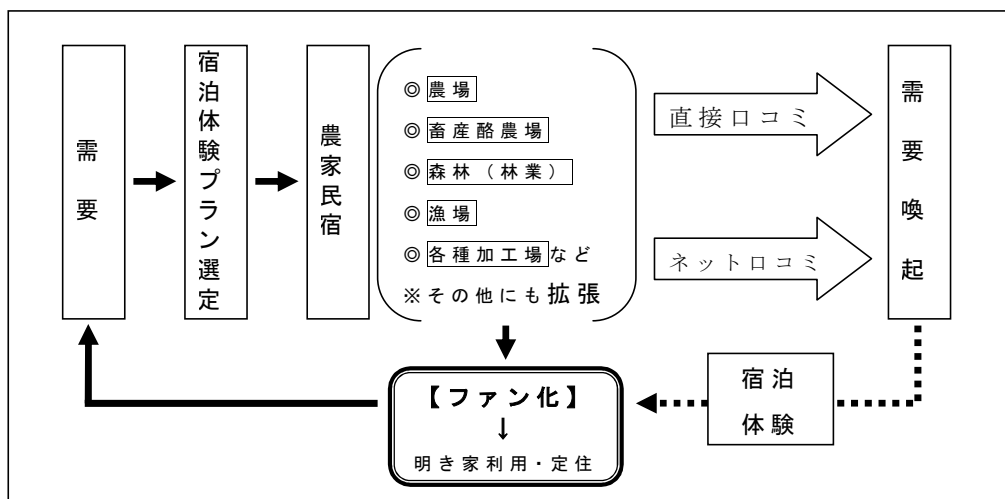 需要
宿泊体験プラン選定
農家民宿
◎農場
◎畜産酪農場
◎森林（林業）
◎漁場
◎各種加工場など
※その他にも拡張
直接口コミ
ネット口コミ
需要喚起
宿泊
体験
【ファン化】
↓
明き家利用・定住